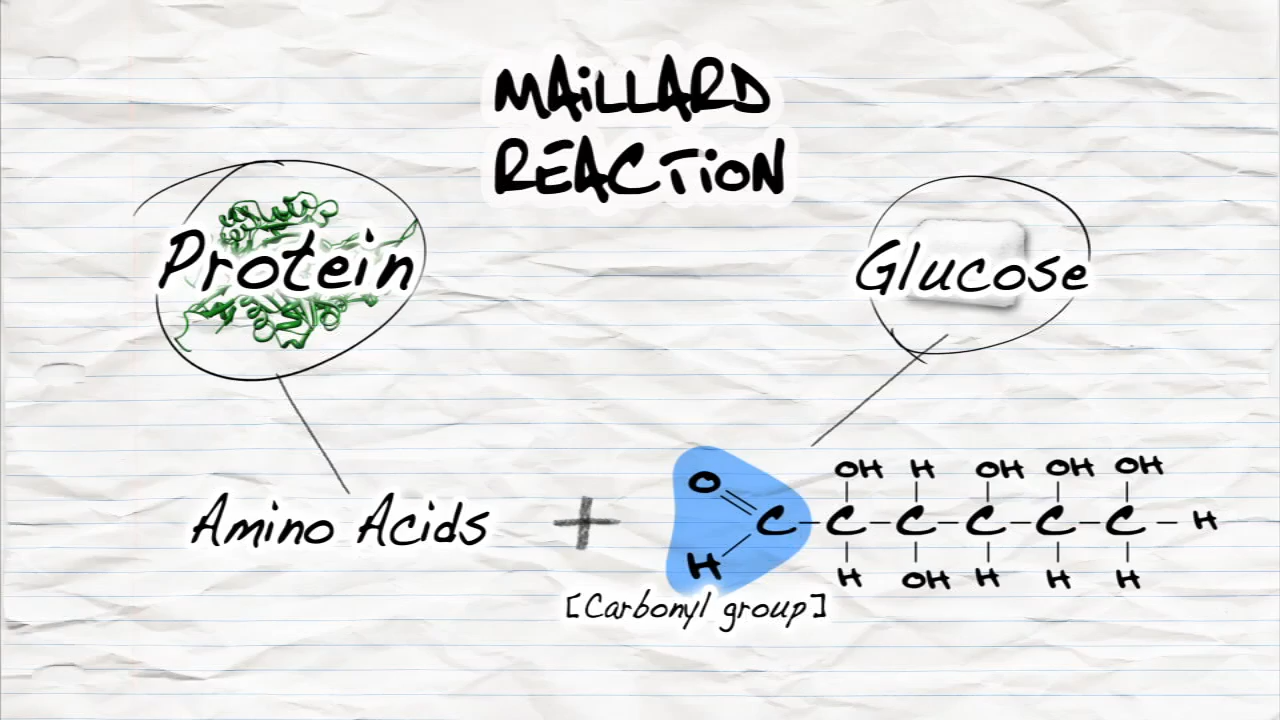 MAiLLARD
REACTiON
Protein
Glucose
Amino Acids
+
OH H OH OH OH
O
C-C-C-C-C-C-H
H
H OH H H H
[Carbonyl group]